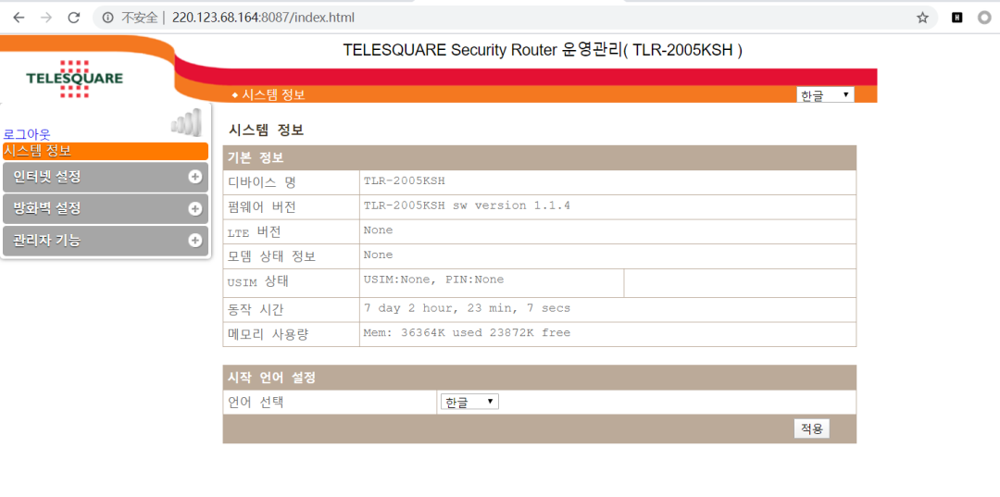 不安全 | 220.123.68.164:8087/index.html
TELESQUARE Security Router 운영관리( TLR-2005KSH )
TELESQUARE
시스템 정보
한글
로그아웃
시스템 정보
인터넷 설정
방화벽 설정
관리자 기능
시스템 정보
기본 정보
디바이스 명 TLR-2005KSH
펌웨어 버전 TLR-2005KSH sw version 1.1.4
LTE 버전 None
모뎀 상태 정보 None
USIM 상태 USIM:None, PIN:None
동작 시간 7 day 2 hour, 23 min, 7 secs
메모리 사용량 Mem: 36364K used 23872K free
시작 언어 설정
언어 선택 한글
적용